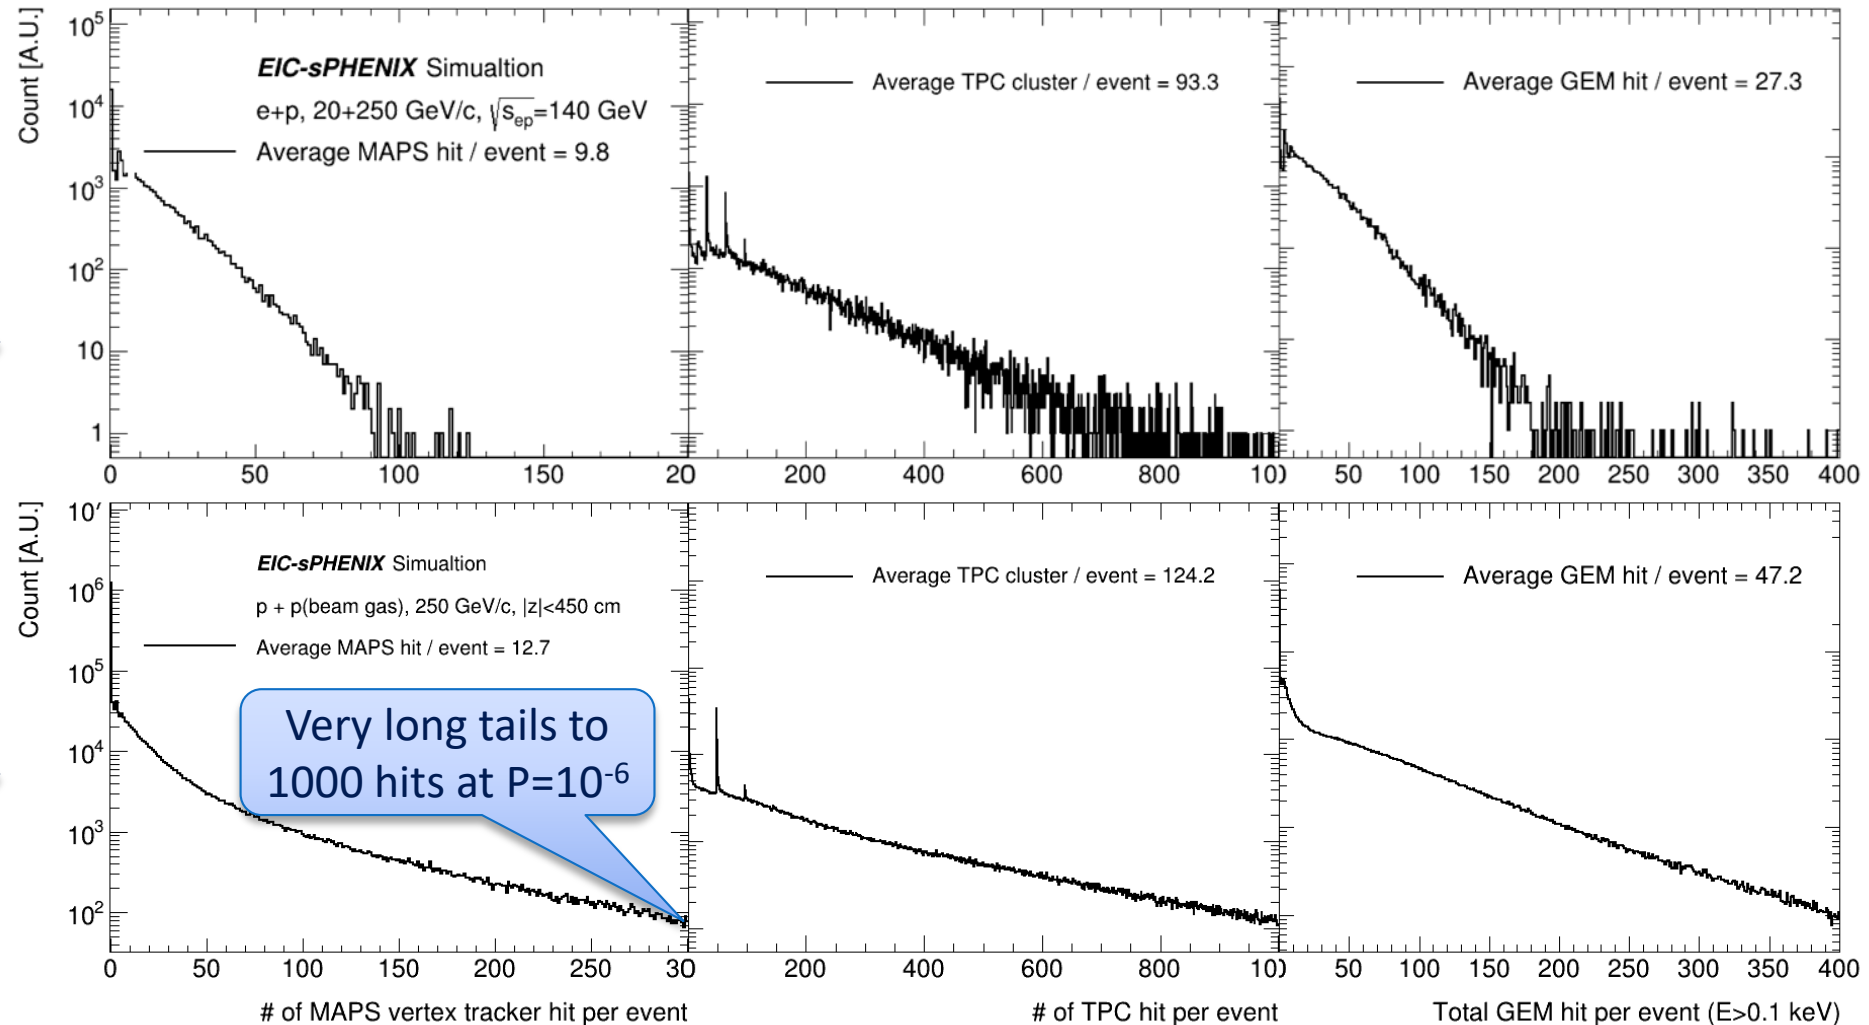 Count [A.U.]
10^5
10^4
10^3
10^2
10
1
EIC-sPHENIX Simualtion
e+p, 20+250 GeV/c, √s_ep=140 GeV
Average MAPS hit / event = 9.8
0 50 100 150 20
Average TPC cluster / event = 93.3
0 200 400 600 800 10
Average GEM hit / event = 27.3
50 100 150 200 250 300 350 400
Count [A.U.]
10^6
10^5
10^4
10^3
10^2
EIC-sPHENIX Simualtion
p + p(beam gas), 250 GeV/c, |z|<450 cm
Average MAPS hit / event = 12.7
Very long tails to
1000 hits at P=10^-6
0 50 100 150 200 250 30
# of MAPS vertex tracker hit per event
Average TPC cluster / event = 124.2
200 400 600 800 10
# of TPC hit per event
Average GEM hit / event = 47.2
50 100 150 200 250 300 350 400
Total GEM hit per event (E>0.1 keV)